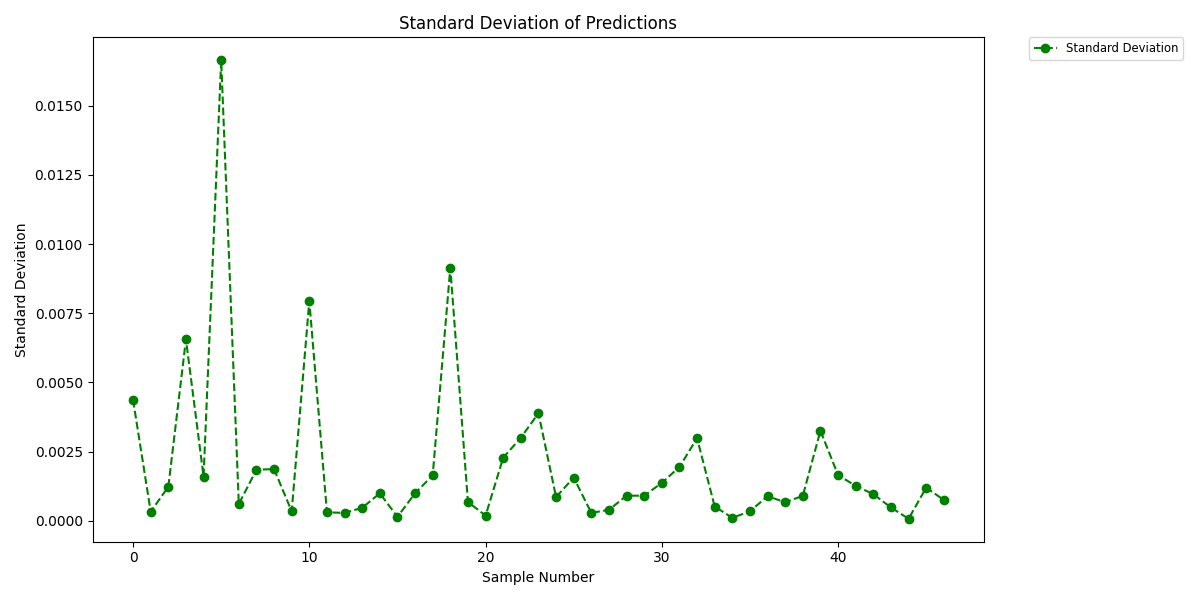 Standard Deviation of Predictions
Standard Deviation
0.0150
0.0125
0.0100
0.0075
0.0050
0.0025
0.0000
Standard Deviation
0 10 20 30 40
Sample Number